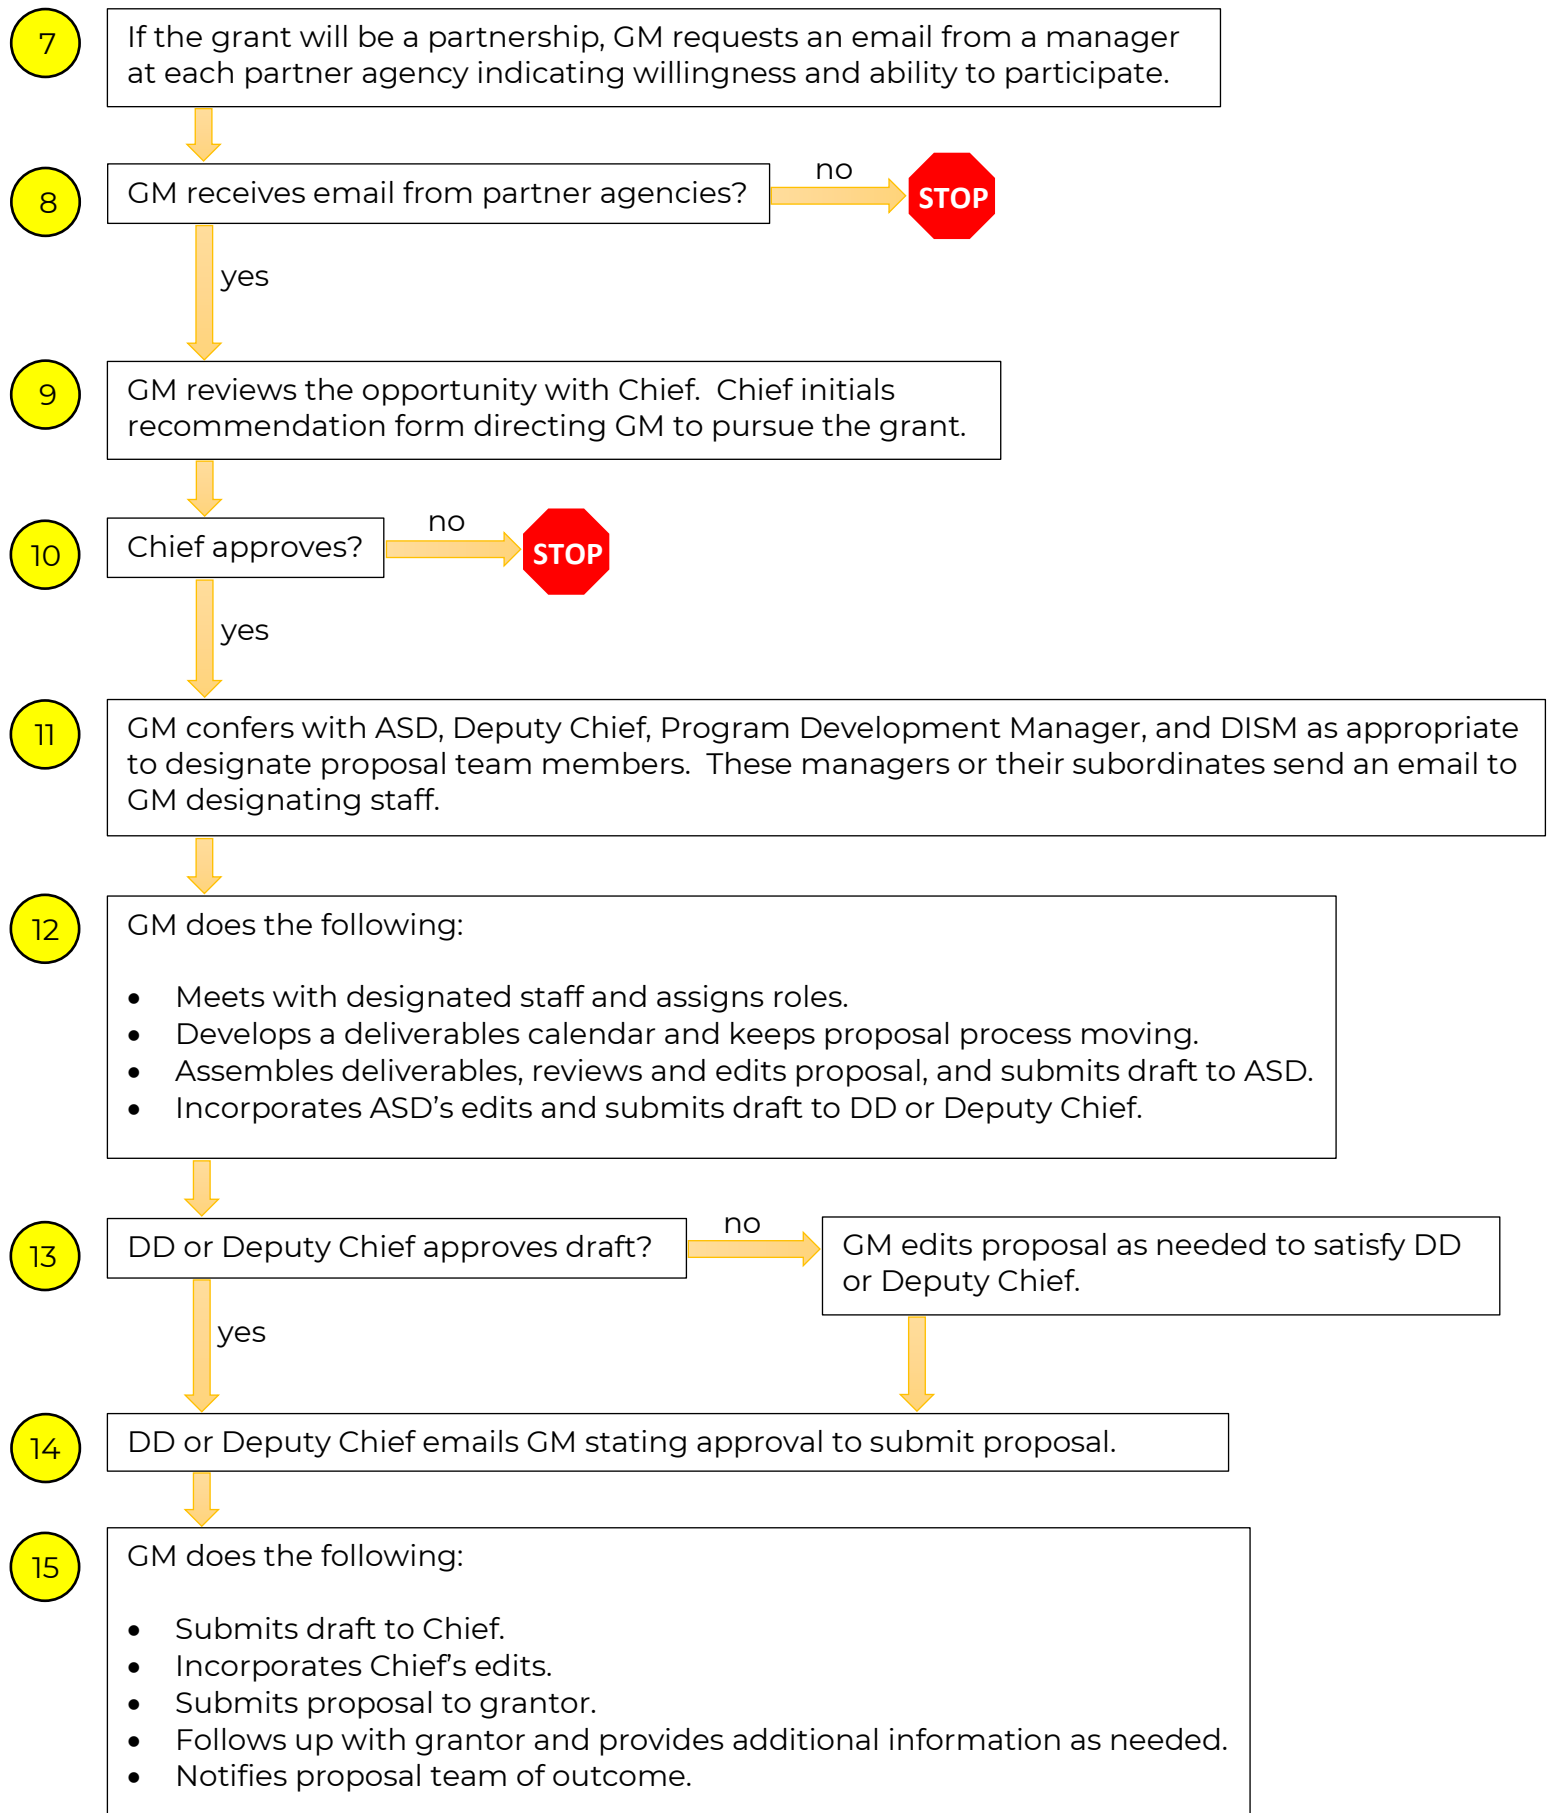 7
If the grant will be a partnership, GM requests an email from a manager
at each partner agency indicating willingness and ability to participate.
8
GM receives email from partner agencies?
no
STOP
yes
9
GM reviews the opportunity with Chief.  Chief initials
recommendation form directing GM to pursue the grant.
10
Chief approves?
no
STOP
yes
11
GM confers with ASD, Deputy Chief, Program Development Manager, and DISM as appropriate
to designate proposal team members.  These managers or their subordinates send an email to
GM designating staff.
12
GM does the following:
• Meets with designated staff and assigns roles.
• Develops a deliverables calendar and keeps proposal process moving.
• Assembles deliverables, reviews and edits proposal, and submits draft to ASD.
• Incorporates ASD’s edits and submits draft to DD or Deputy Chief.
13
DD or Deputy Chief approves draft?
no
GM edits proposal as needed to satisfy DD
or Deputy Chief.
yes
14
DD or Deputy Chief emails GM stating approval to submit proposal.
15
GM does the following:
• Submits draft to Chief.
• Incorporates Chief’s edits.
• Submits proposal to grantor.
• Follows up with grantor and provides additional information as needed.
• Notifies proposal team of outcome.